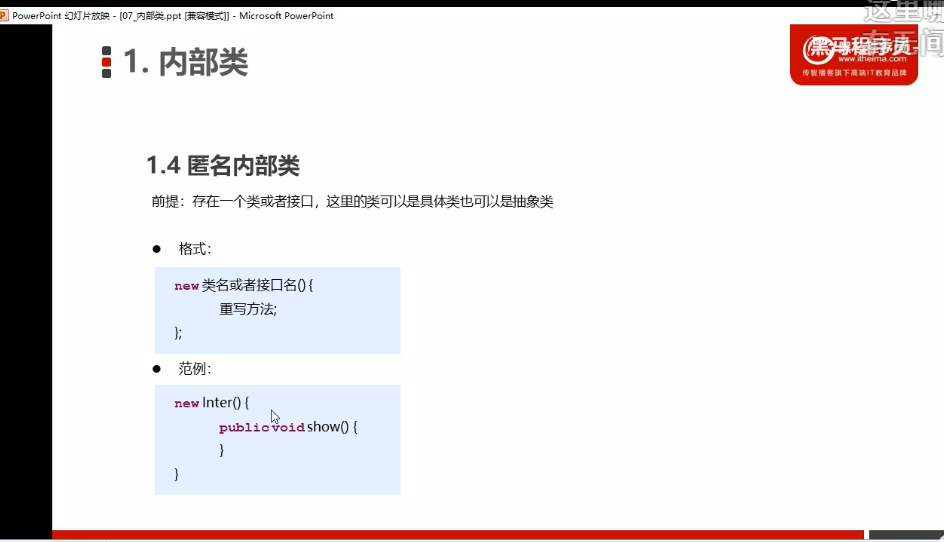 PowerPoint 幻灯片放映 - [07_内部类.ppt [兼容模式]] - Microsoft PowerPoint
1. 内部类
www.itheima.com
传智播客旗下高端IT教育品牌
1.4 匿名内部类
前提：存在一个类或者接口，这里的类可以是具体类也可以是抽象类
格式：
new 类名或者接口名() {
重写方法;
};
范例：
new Inter() {
public void show() {
}
}